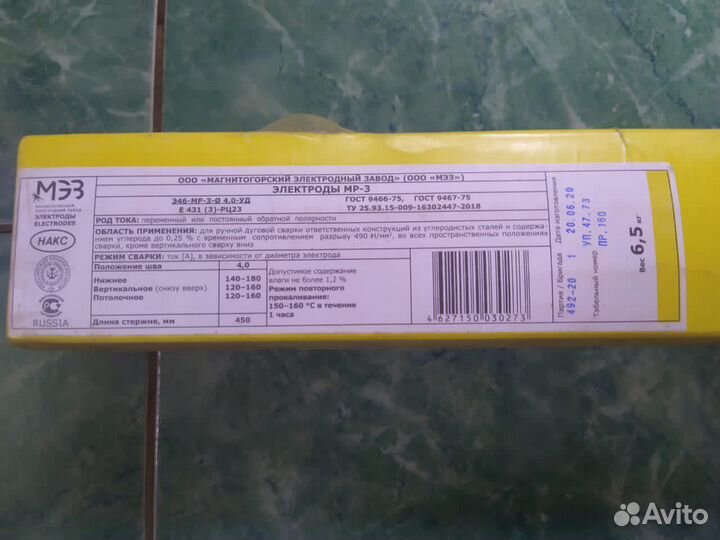 ООО «МАГНИТОГОРСКИЙ ЭЛЕКТРОДНЫЙ ЗАВОД» (ООО «МЭЗ»)
ЭЛЕКТРОДЫ МР-3
МЭЗ
МАГНИТОГОРСКИЙ
ЭЛЕКТРОДНЫЙ ЗАВОД
ЭЛЕКТРОДЫ
ELECTRODES
НАКС
RUSSIA
Э46-МР-3-Ø 4.0-УД
Е 431 (3)-РЦ23
ГОСТ 9466-75, ГОСТ 9467-75
ТУ 25.93.15-009-16302447-2018
РОД ТОКА: переменный или постоянный обратной полярности
ОБЛАСТЬ ПРИМЕНЕНИЯ: для ручной дуговой сварки ответственных конструкций из углеродистых сталей и содержа-
нием углерода до 0,25 % с временным сопротивлением разрыву 490 Н/мм², во всех пространственных положениях
сварки, кроме вертикального сверху вниз
РЕЖИМ СВАРКИ: ток [А], в зависимости от диаметра электрода
Положение шва 4,0
Нижнее 140-180
Вертикальное (снизу вверх) 120-160
Потолочное 120-160
Длина стержня, мм 450
Допустимое содержание
влаги не более 1,2 %
Режим повторного
прокаливания:
150-160 °С в течение
1 часа
4 627150 030273
Партия / Бригада Дата изготовления
492-20 1 20.06.20
УП.47.73
Табельный номер ПР.160
Вес 6,5 кг
Avito